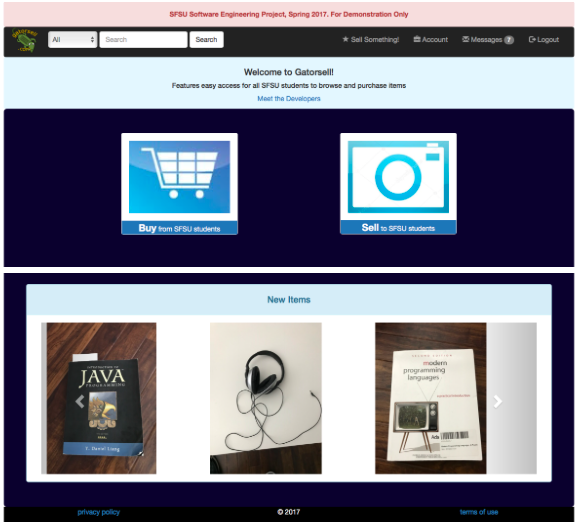 SFSU Software Engineering Project, Spring 2017. For Demonstration Only
All Search Search Sell Something! Account Messages 7 Logout
Welcome to Gatorsell!
Features easy access for all SFSU students to browse and purchase items
Meet the Developers
Buy from SFSU students
Sell to SFSU students
New Items
JAVA
PROGRAMMING
Y. Daniel Liang
SECOND EDITION
modern
programming
languages
privacy policy © 2017 terms of use